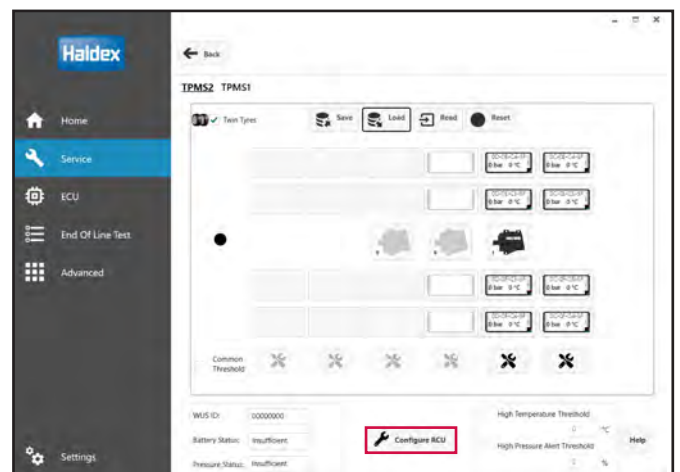 Haldex
Back
TPMS2 TPMS1
Home
Service
ECU
End Of Line Test
Advanced
Settings
Twin Tyres
Save
Load
Read
Reset
0 bar 0 °C
0 bar 0 °C
0 bar 0 °C
0 bar 0 °C
0 bar 0 °C
0 bar 0 °C
0 bar 0 °C
0 bar 0 °C
Common
Threshold
WUS ID: 00000000
Battery Status: Insufficient
Pressure Status: Insufficient
Configure RCU
High Temperature Threshold
0 °C
High Pressure Alert Threshold
0 %
Help